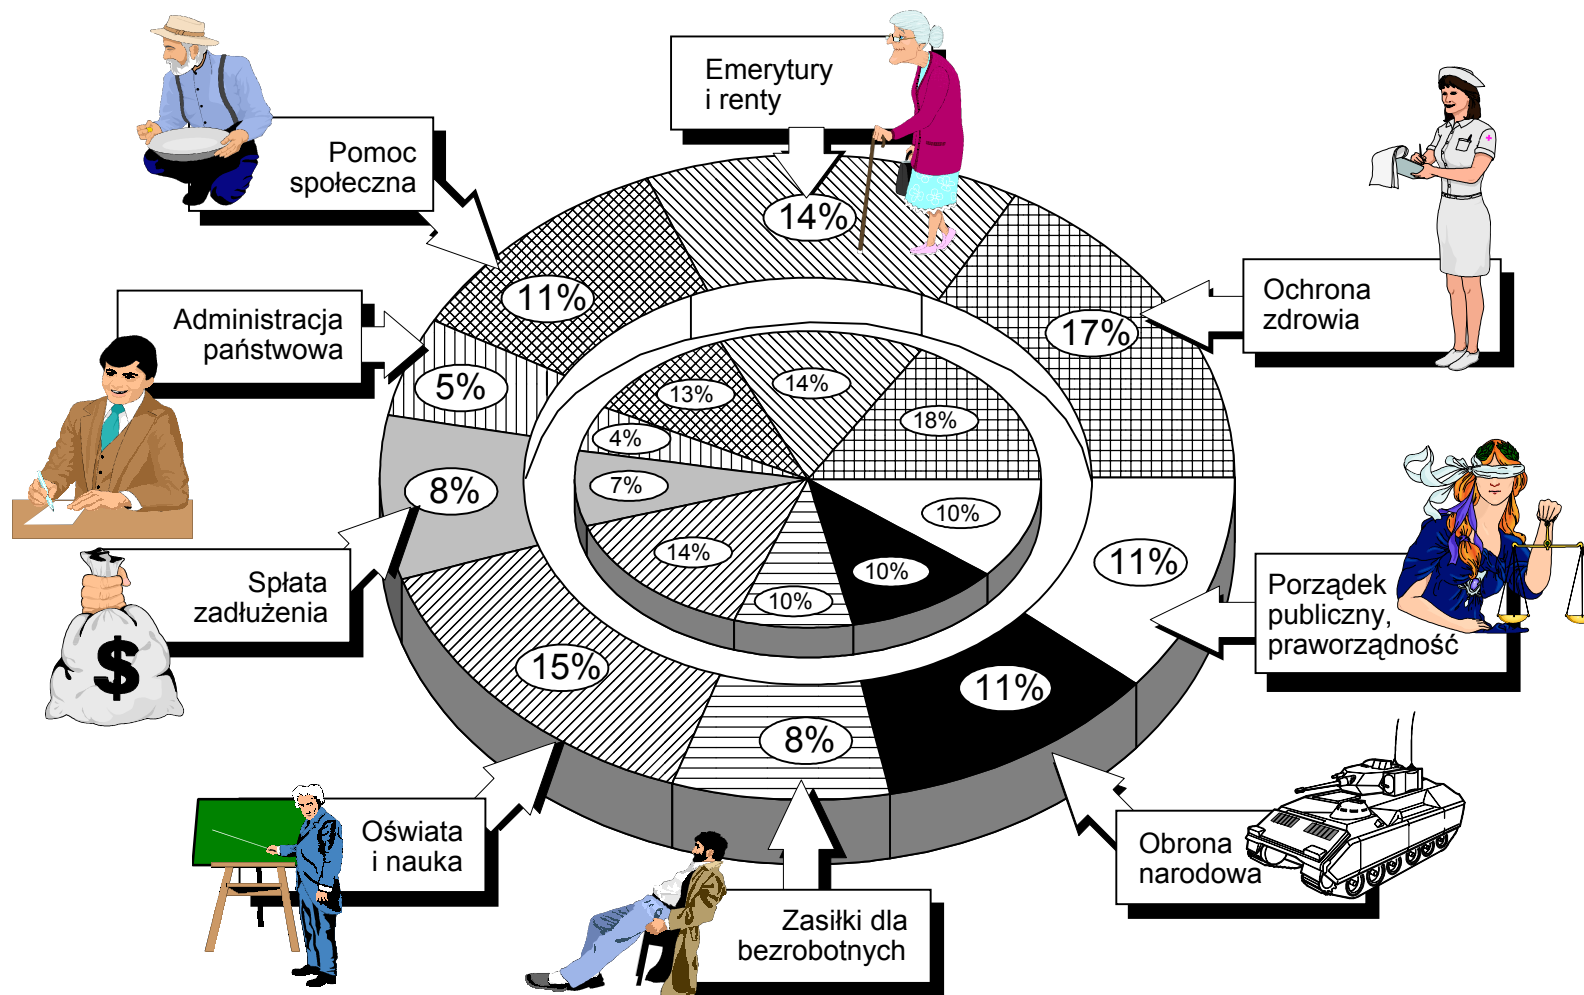 Emerytury
i renty
Pomoc
społeczna
14%
Ochrona
zdrowia
11%
17%
Administracja
państwowa
5%
13%
14%
18%
4%
8%
7%
10%
14%
10%
10%
11%
Spłata
zadłużenia
Porządek
publiczny,
praworządność
$
15%
11%
8%
Oświata
i nauka
Obrona
narodowa
Zasiłki dla
bezrobotnych